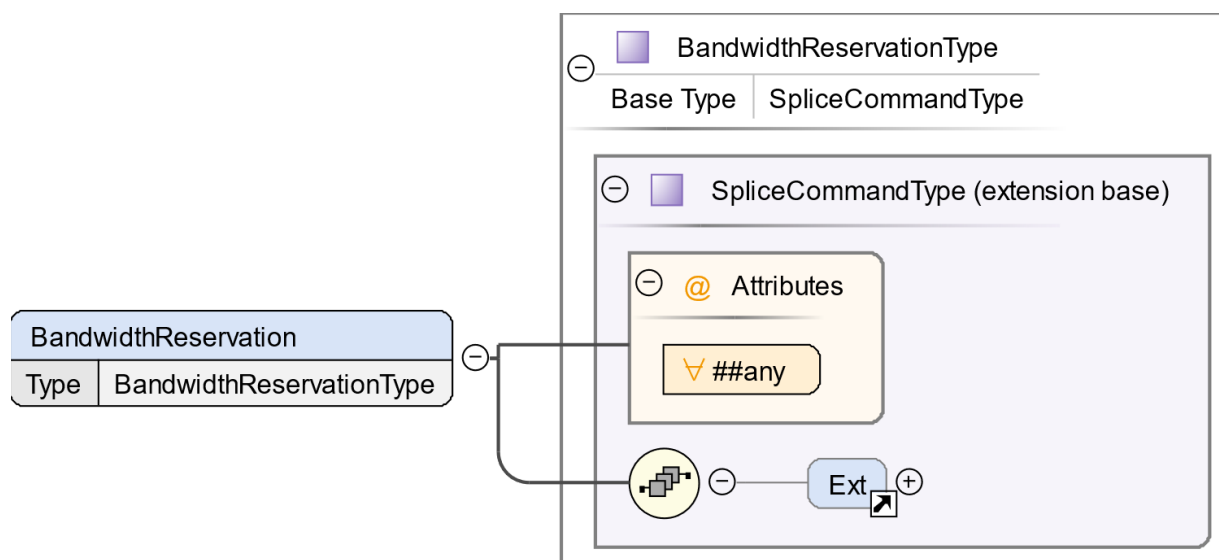 BandwidthReservationType
Base Type SpliceCommandType
SpliceCommandType (extension base)
@ Attributes
∀ ##any
BandwidthReservation
Type BandwidthReservationType
Ext